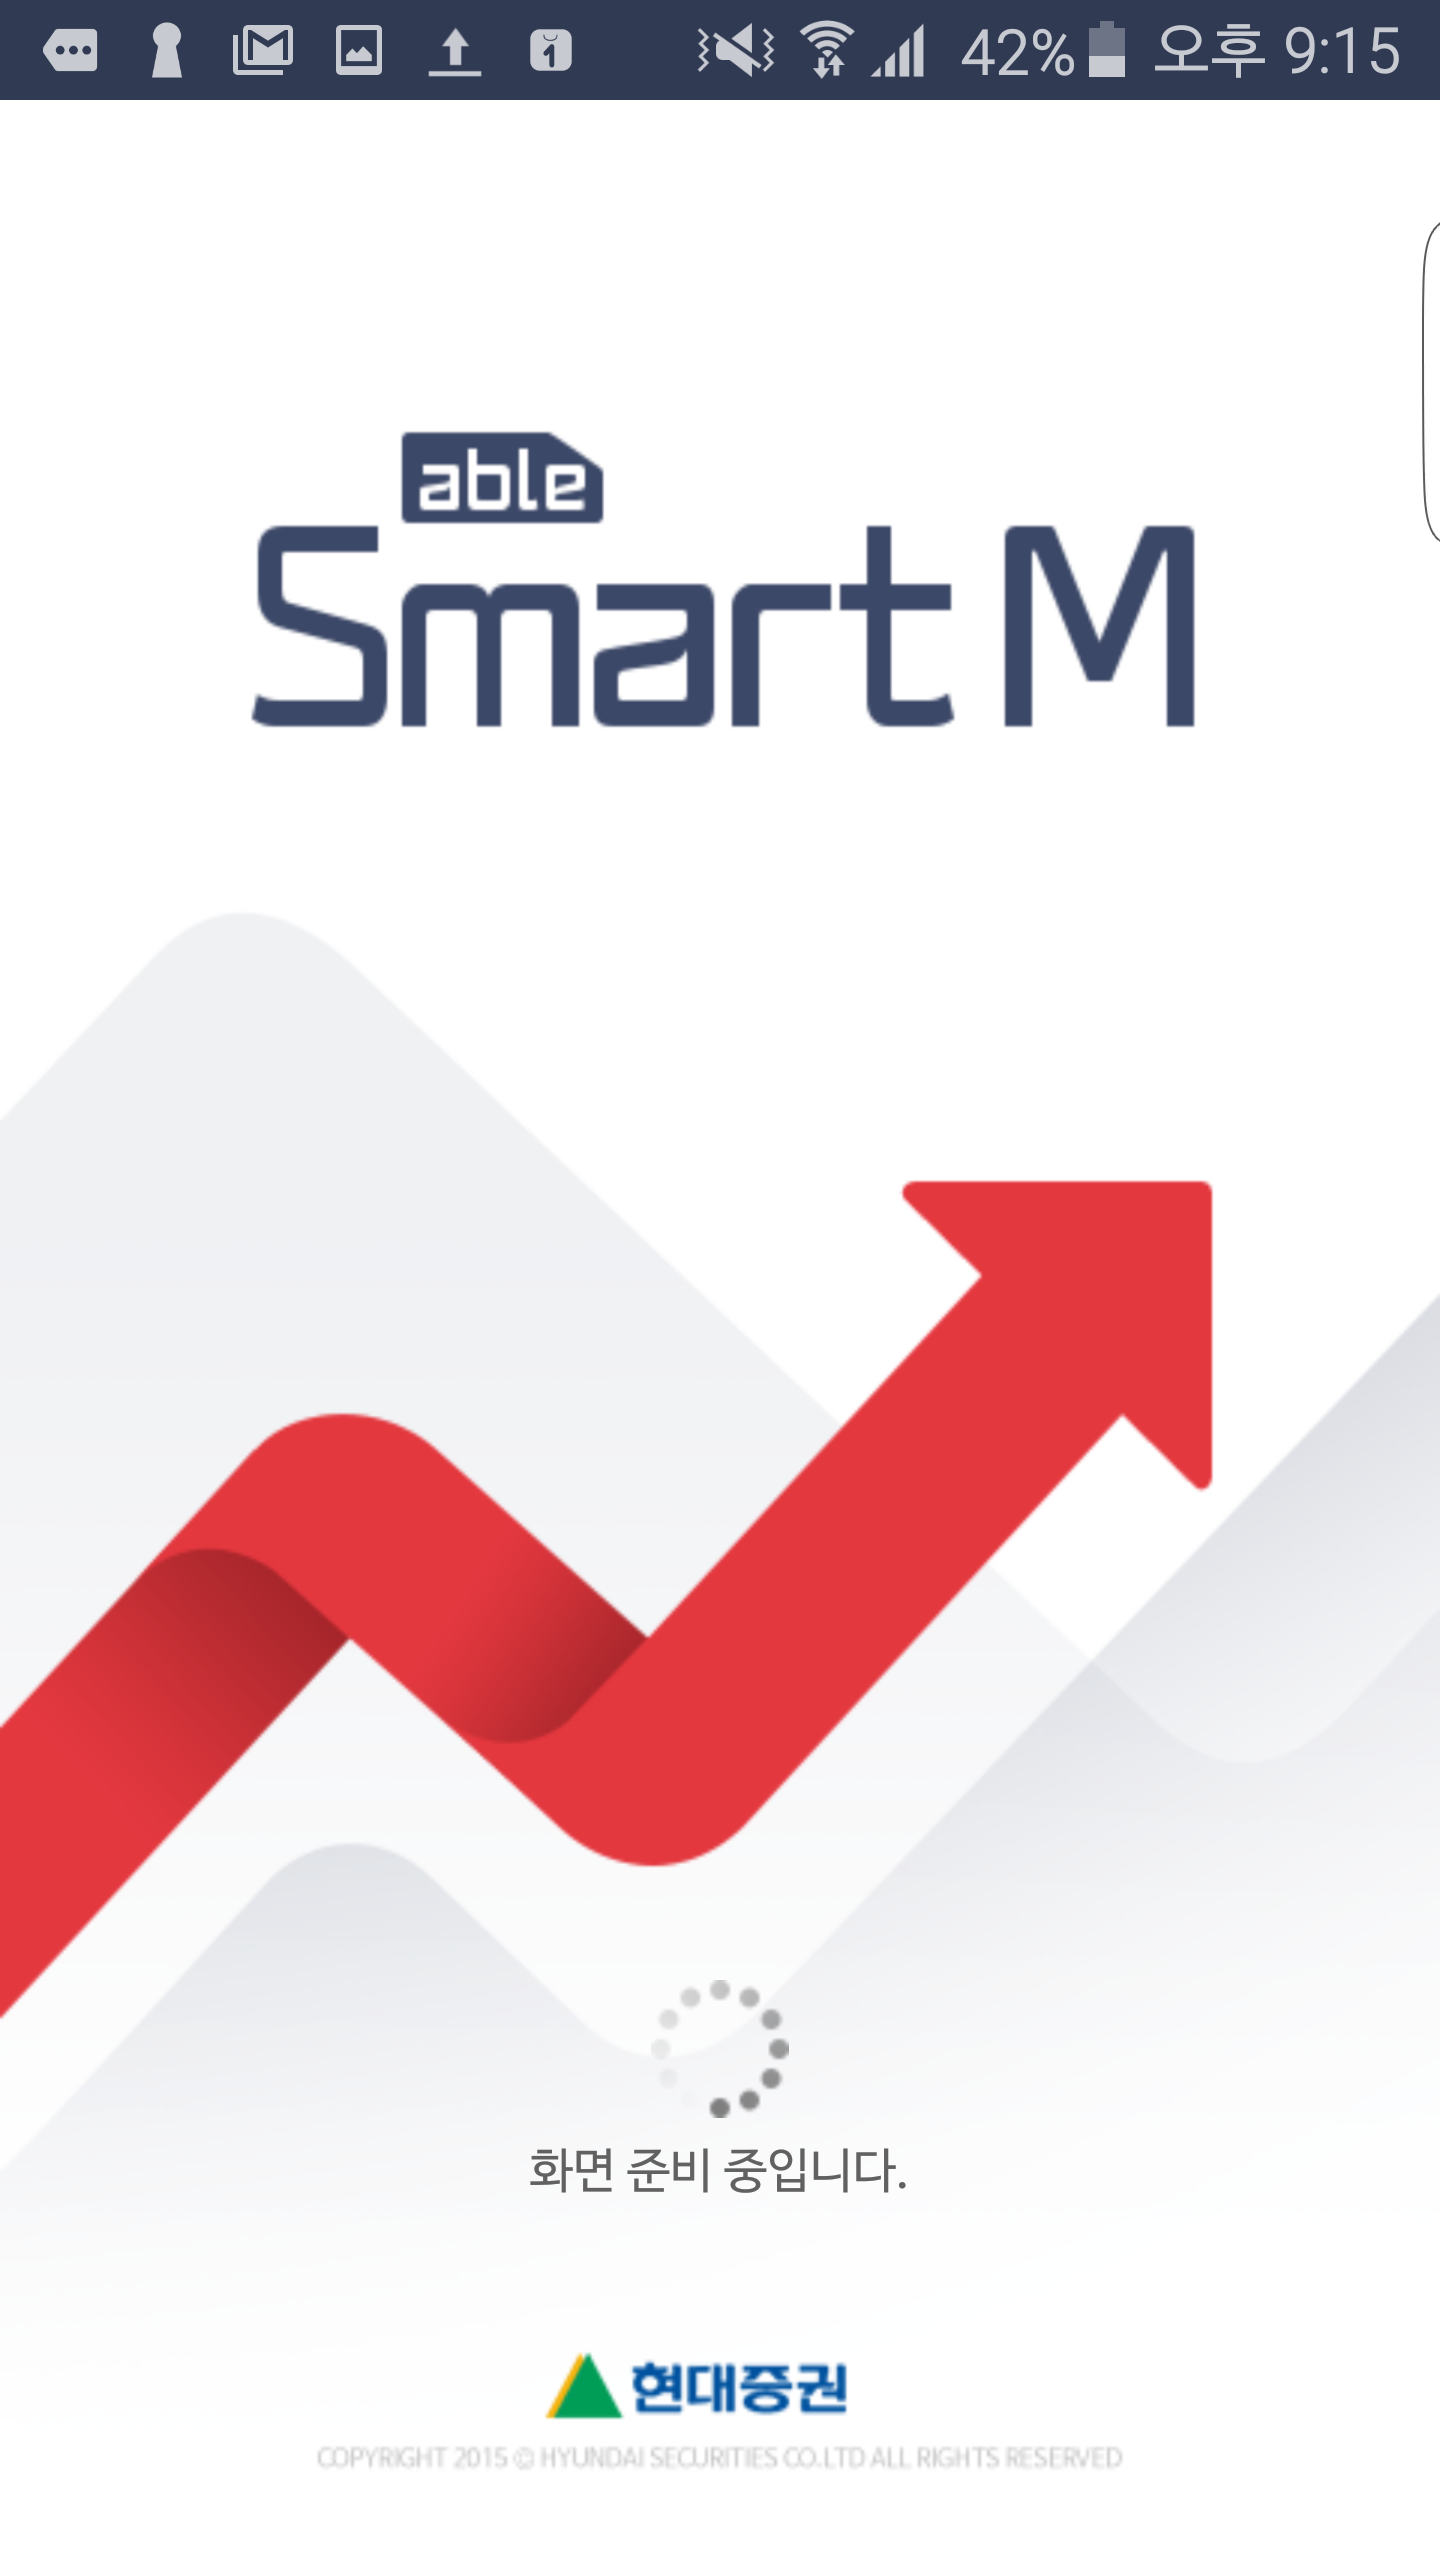 42% 오후 9:15
able
Smart M
화면 준비 중입니다.
현대증권
COPYRIGHT 2015 © HYUNDAI SECURITIES CO.LTD ALL RIGHTS RESERVED